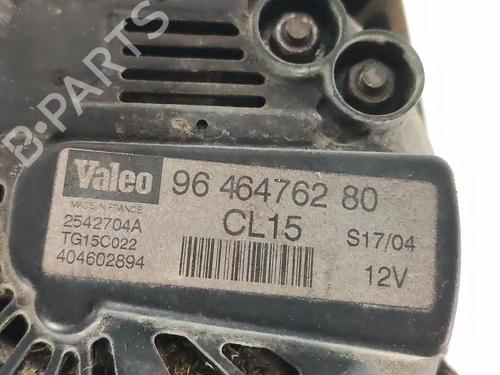 B-PARTS
Valeo 96 464762 80
MADE IN FRANCE CL15
2542704A S17/04
TG15C022
404602894 12V